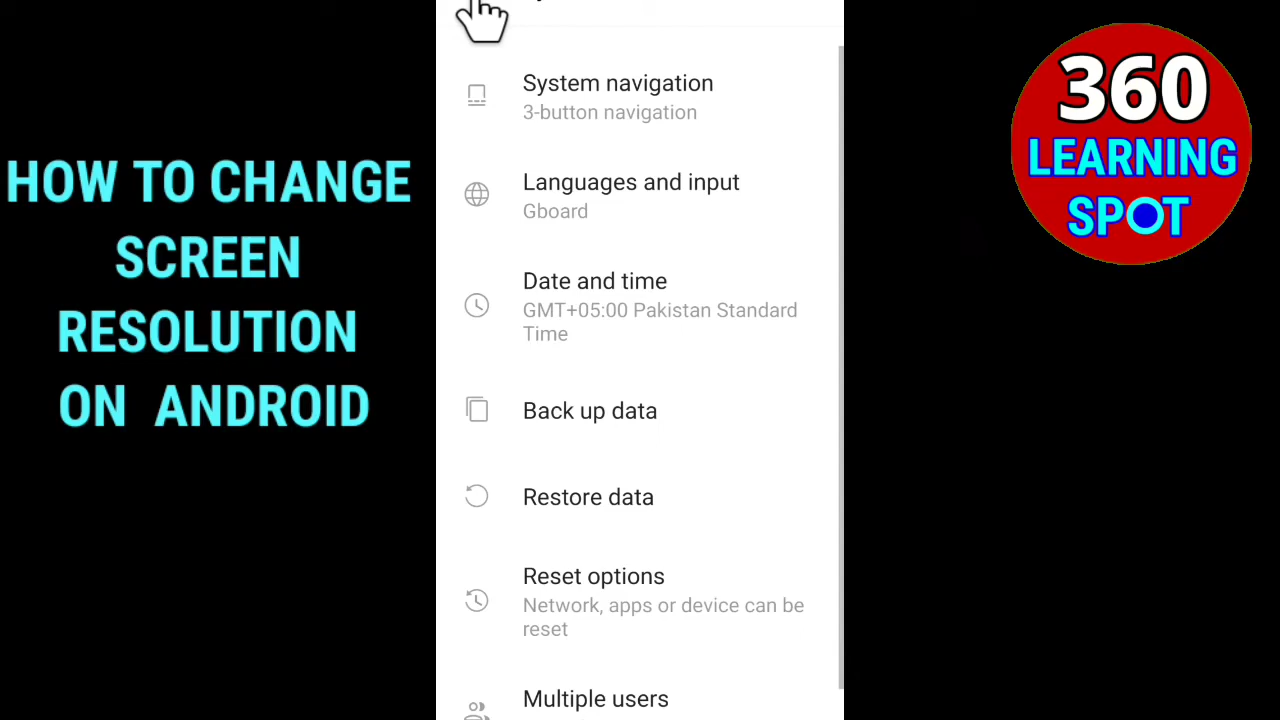 HOW TO CHANGE
SCREEN
RESOLUTION
ON ANDROID
System navigation
3-button navigation
Languages and input
Gboard
Date and time
GMT+05:00 Pakistan Standard
Time
Back up data
Restore data
Reset options
Network, apps or device can be
reset
Multiple users
360
LEARNING
SPOT